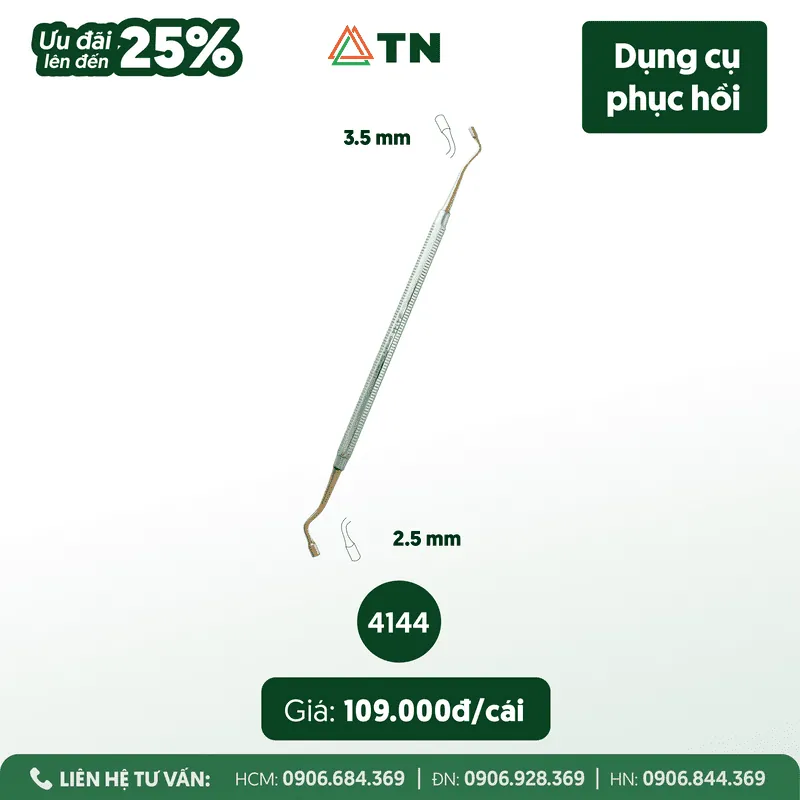 Ưu đãi
lên đến 25%
TN
Dụng cụ
phục hồi
3.5 mm
2.5 mm
4144
Giá: 109.000đ/cái
LIÊN HỆ TƯ VẤN: HCM: 0906.684.369 | ĐN: 0906.928.369 | HN: 0906.844.369